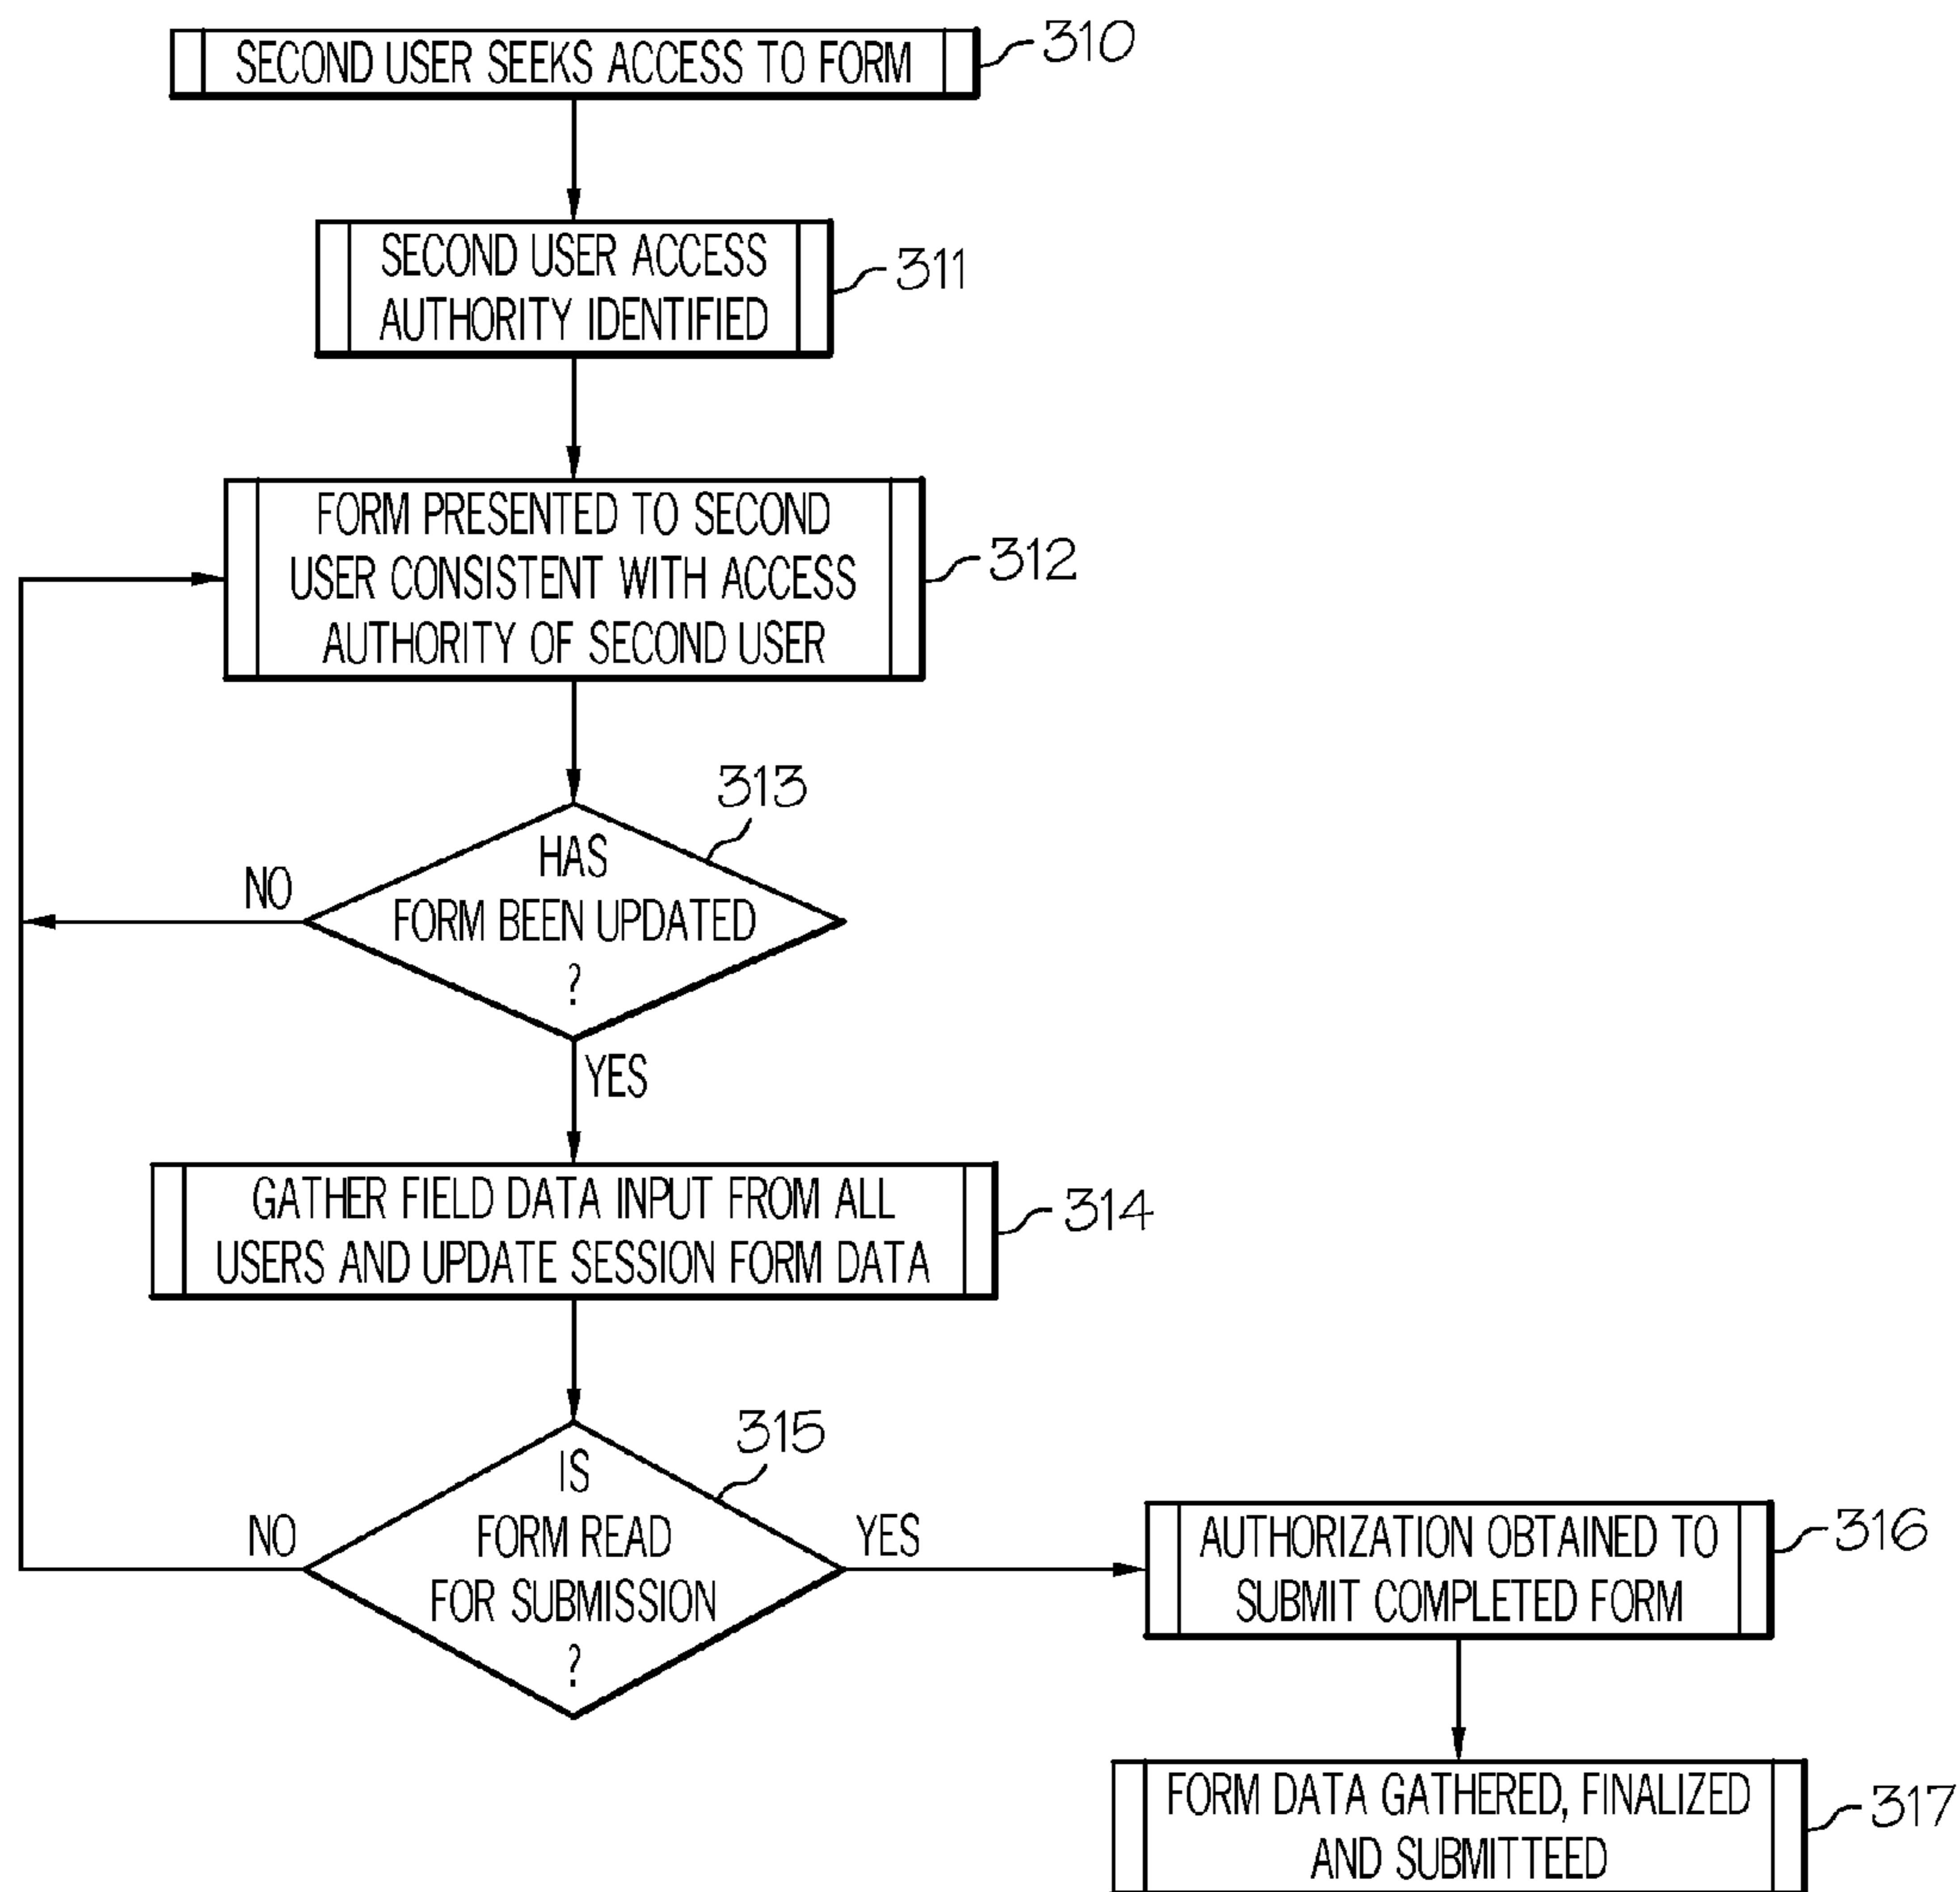 SECOND USER SEEKS ACCESS TO FORM
310
SECOND USER ACCESS
AUTHORITY IDENTIFIED
311
FORM PRESENTED TO SECOND
USER CONSISTENT WITH ACCESS
AUTHORITY OF SECOND USER
312
313
HAS
FORM BEEN UPDATED
?
NO
YES
GATHER FIELD DATA INPUT FROM ALL
USERS AND UPDATE SESSION FORM DATA
314
315
IS
FORM READ
FOR SUBMISSION
?
NO
YES
AUTHORIZATION OBTAINED TO
SUBMIT COMPLETED FORM
316
FORM DATA GATHERED, FINALIZED
AND SUBMITTEED
317